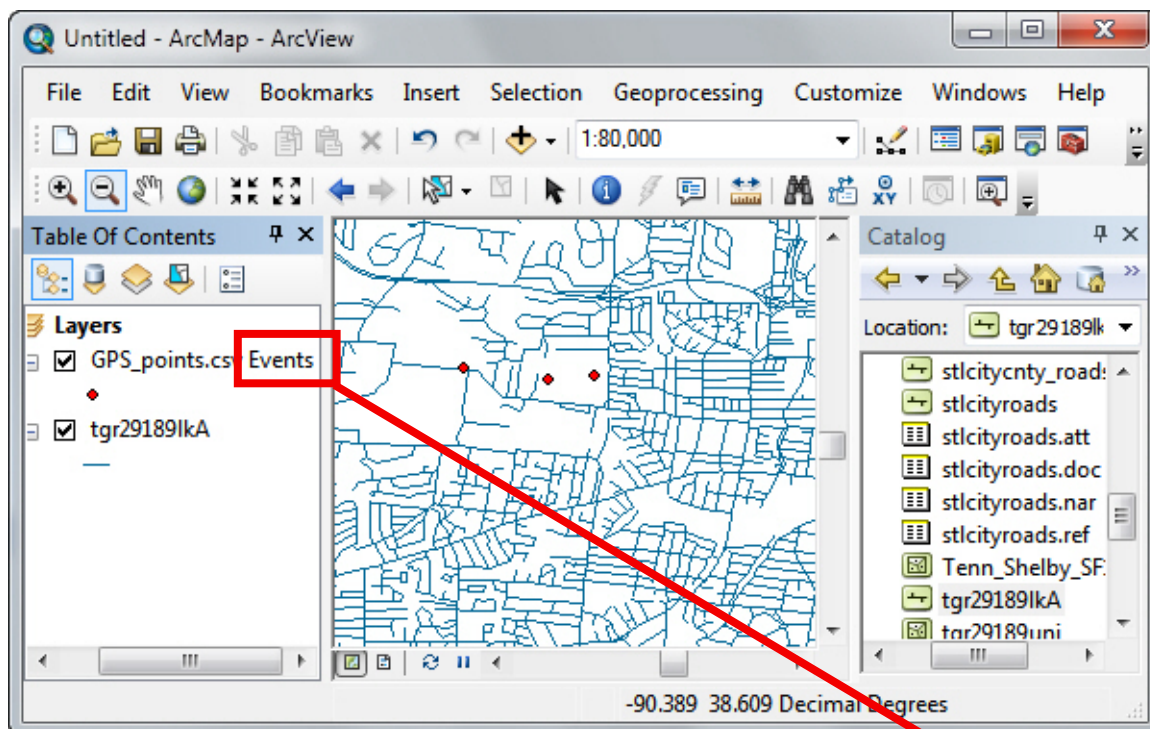 Untitled - ArcMap - ArcView
File Edit View Bookmarks Insert Selection Geoprocessing Customize Windows Help
1:80,000
XY
Table Of Contents
Catalog
Layers
Location: tgr29189lk
GPS_points.csv Events
tgr29189lkA
stlcitycnty_roads
stlcityroads
stlcityroads.att
stlcityroads.doc
stlcityroads.nar
stlcityroads.ref
Tenn_Shelby_SF
tgr29189lkA
tgr29189uni
-90.389 38.609 Decimal Degrees